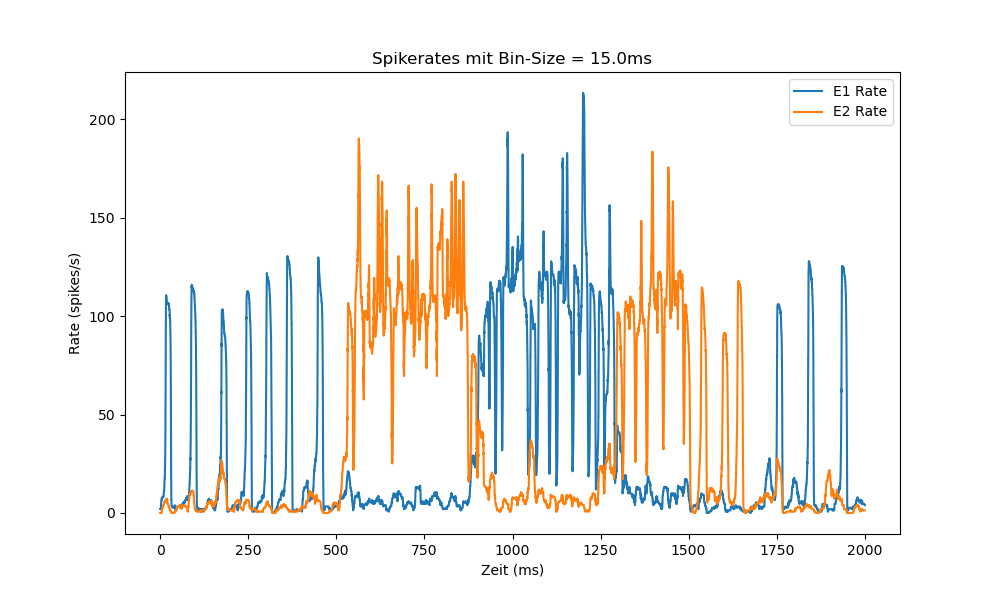 Spikerates mit Bin-Size = 15.0ms
E1 Rate
E2 Rate
Rate (spikes/s)
200
150
100
50
0
0 250 500 750 1000 1250 1500 1750 2000
Zeit (ms)